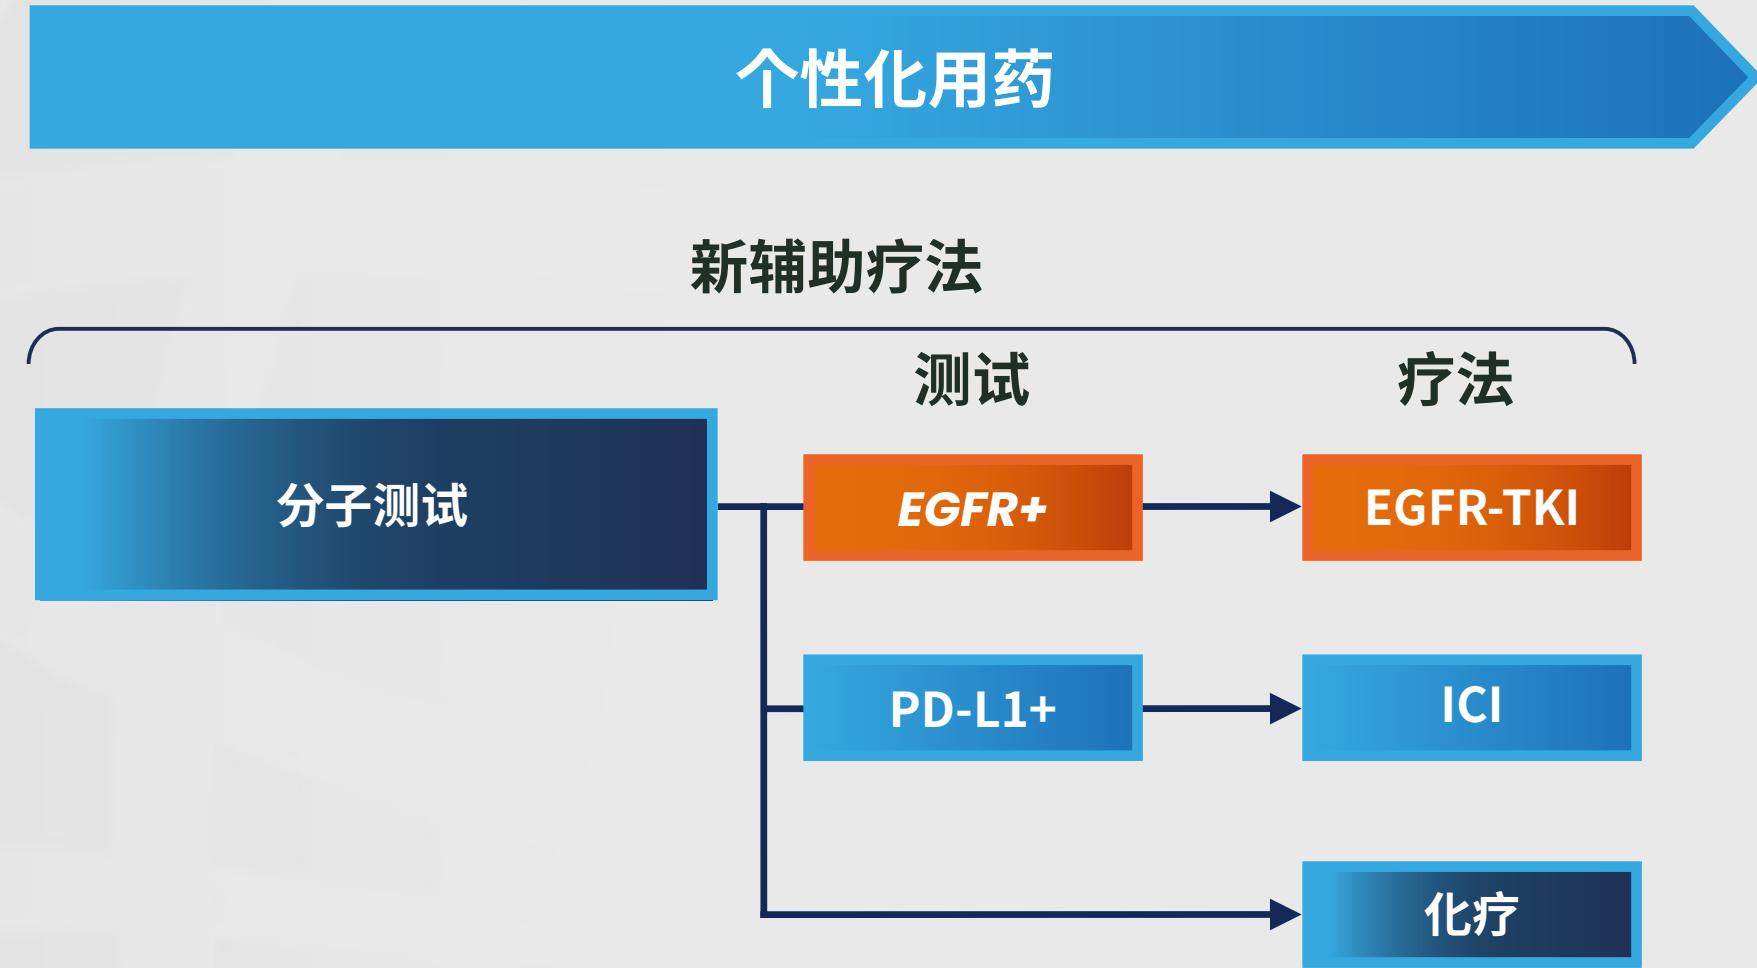 个性化用药
新辅助疗法
测试
疗法
分子测试
EGFR+
EGFR-TKI
PD-L1+
ICI
化疗